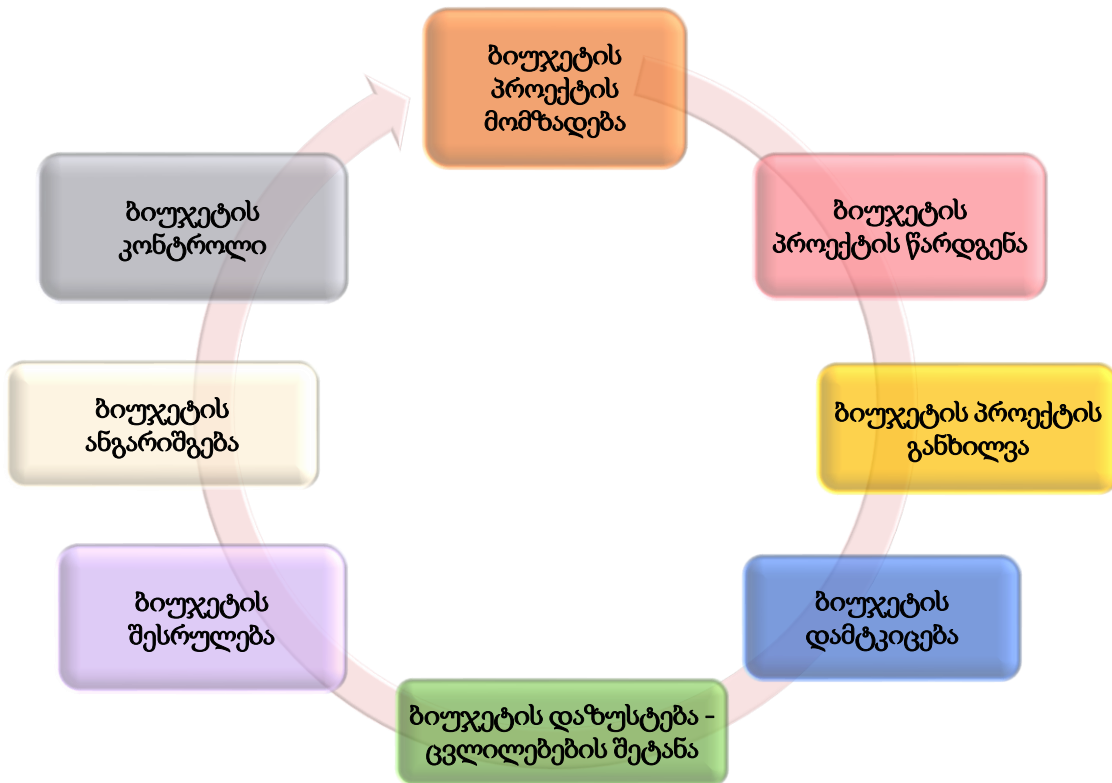 ბიუჯეტის
პროექტის
მომზადება
ბიუჯეტის
პროექტის წარდგენა
ბიუჯეტის პროექტის
განხილვა
ბიუჯეტის
დამტკიცება
ბიუჯეტის დაზუსტება -
ცვლილებების შეტანა
ბიუჯეტის
შესრულება
ბიუჯეტის
ანგარიშგება
ბიუჯეტის
კონტროლი